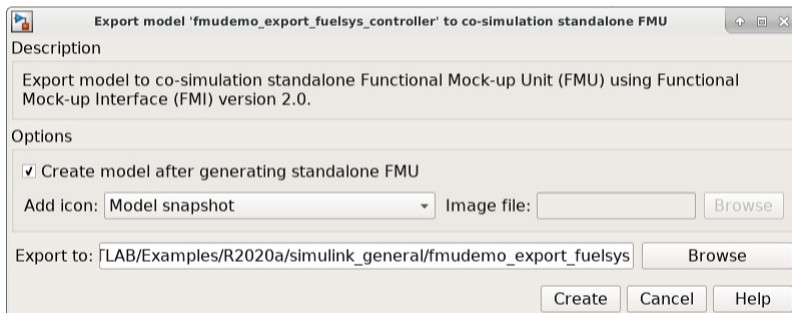 Export model 'fmudemo_export_fuelsys_controller' to co-simulation standalone FMU
Description
Export model to co-simulation standalone Functional Mock-up Unit (FMU) using Functional
Mock-up Interface (FMI) version 2.0.
Options
Create model after generating standalone FMU
Add icon: Model snapshot Image file: Browse
Export to: TLAB/Examples/R2020a/simulink_general/fmudemo_export_fuelsys Browse
Create Cancel Help